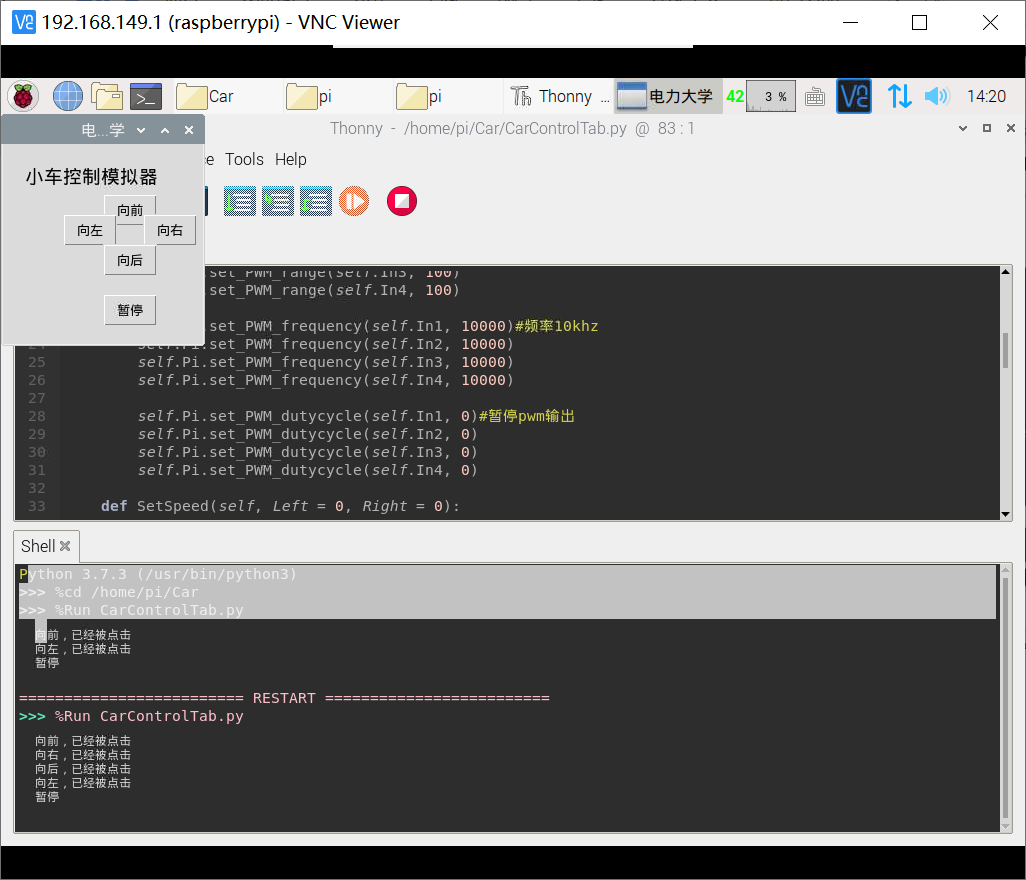 192.168.149.1 (raspberrypi) - VNC Viewer
Car pi pi Thonny ... 电力大学 42 3 % 14:20
电...学
Thonny - /home/pi/Car/CarControlTab.py @ 83 : 1
Tools Help
小车控制模拟器
向前
向左 向右
向后
暂停
.set_PWM_range(self.In3, 100)
.set_PWM_range(self.In4, 100)
.set_PWM_frequency(self.In1, 10000)#频率10khz
24 self.Pi.set_PWM_frequency(self.In2, 10000)
25 self.Pi.set_PWM_frequency(self.In3, 10000)
26 self.Pi.set_PWM_frequency(self.In4, 10000)
27
28 self.Pi.set_PWM_dutycycle(self.In1, 0)#暂停pwm输出
29 self.Pi.set_PWM_dutycycle(self.In2, 0)
30 self.Pi.set_PWM_dutycycle(self.In3, 0)
31 self.Pi.set_PWM_dutycycle(self.In4, 0)
32
33 def SetSpeed(self, Left = 0, Right = 0):
Shell
Python 3.7.3 (/usr/bin/python3)
>>> %cd /home/pi/Car
>>> %Run CarControlTab.py
向前，已经被点击
向左，已经被点击
暂停
========================= RESTART =========================
>>> %Run CarControlTab.py
向前，已经被点击
向右，已经被点击
向后，已经被点击
向左，已经被点击
暂停